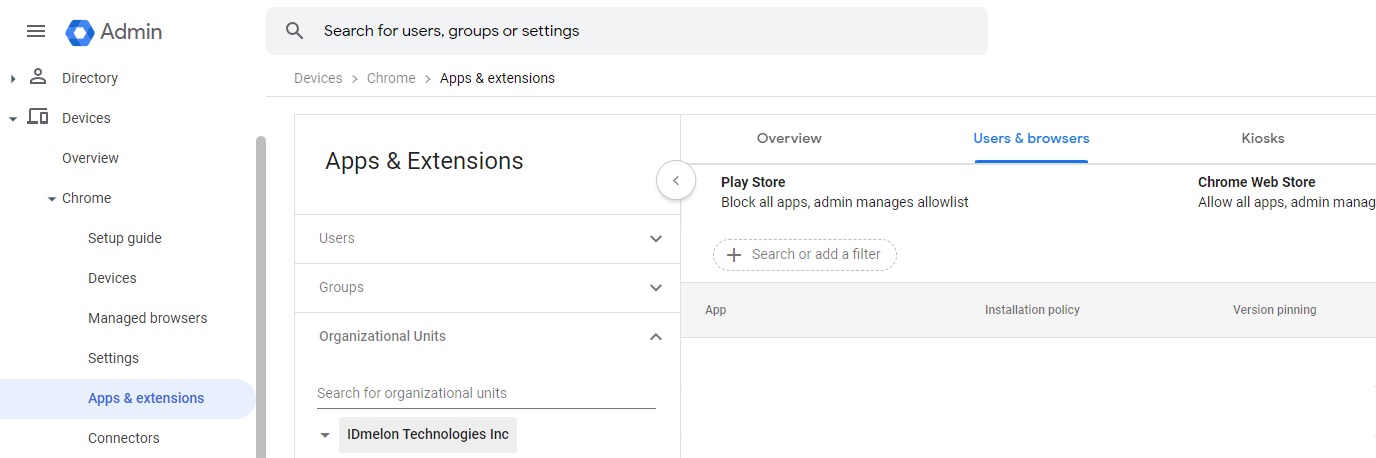 Admin
Search for users, groups or settings
Directory
Devices
Overview
Chrome
Setup guide
Devices
Managed browsers
Settings
Apps & extensions
Connectors
Devices > Chrome > Apps & extensions
Apps & Extensions
Users
Groups
Organizational Units
Search for organizational units
IDmelon Technologies Inc
Overview Users & browsers Kiosks
Play Store
Block all apps, admin manages allowlist
Chrome Web Store
Allow all apps, admin manag
Search or add a filter
App Installation policy Version pinning